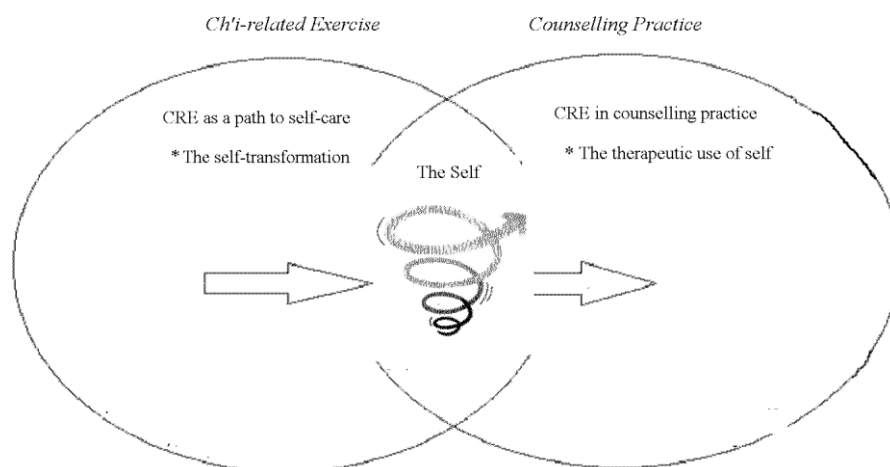 Ch'i-related Exercise
Counselling Practice
CRE as a path to self-care
* The self-transformation
CRE in counselling practice
* The therapeutic use of self
The Self